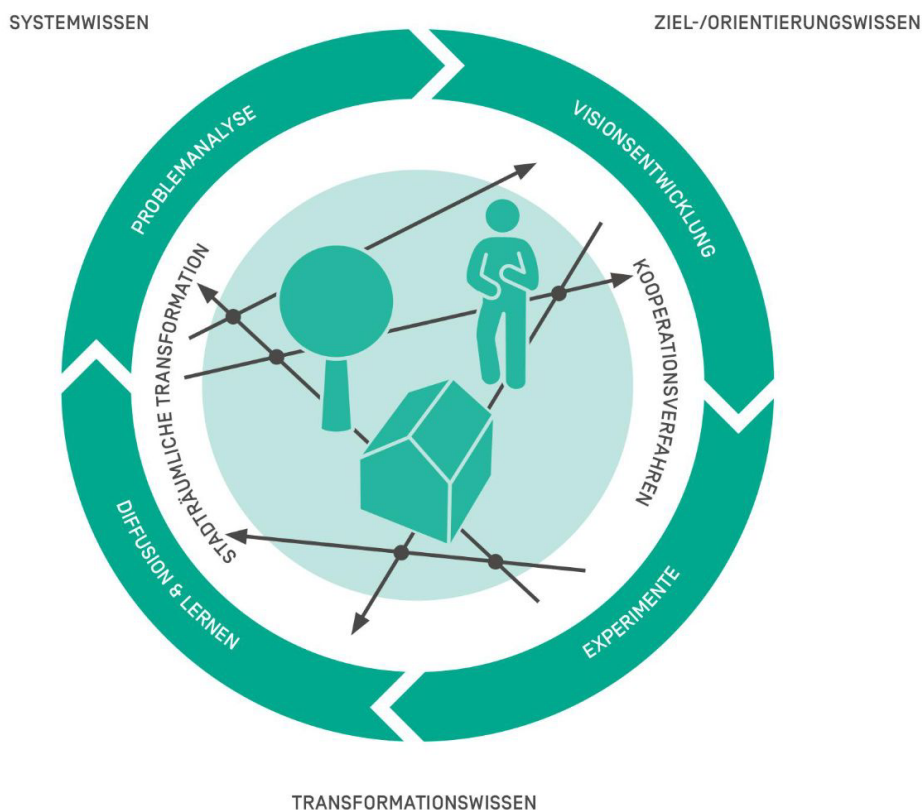 SYSTEMWISSEN
ZIEL-/ORIENTIERUNGSWISSEN
PROBLEMANALYSE
VISIONSENTWICKLUNG
STADTRÄUMLICHE TRANSFORMATION
KOOPERATIONSVERFAHREN
DIFFUSION & LERNEN
EXPERIMENTE
TRANSFORMATIONSWISSEN